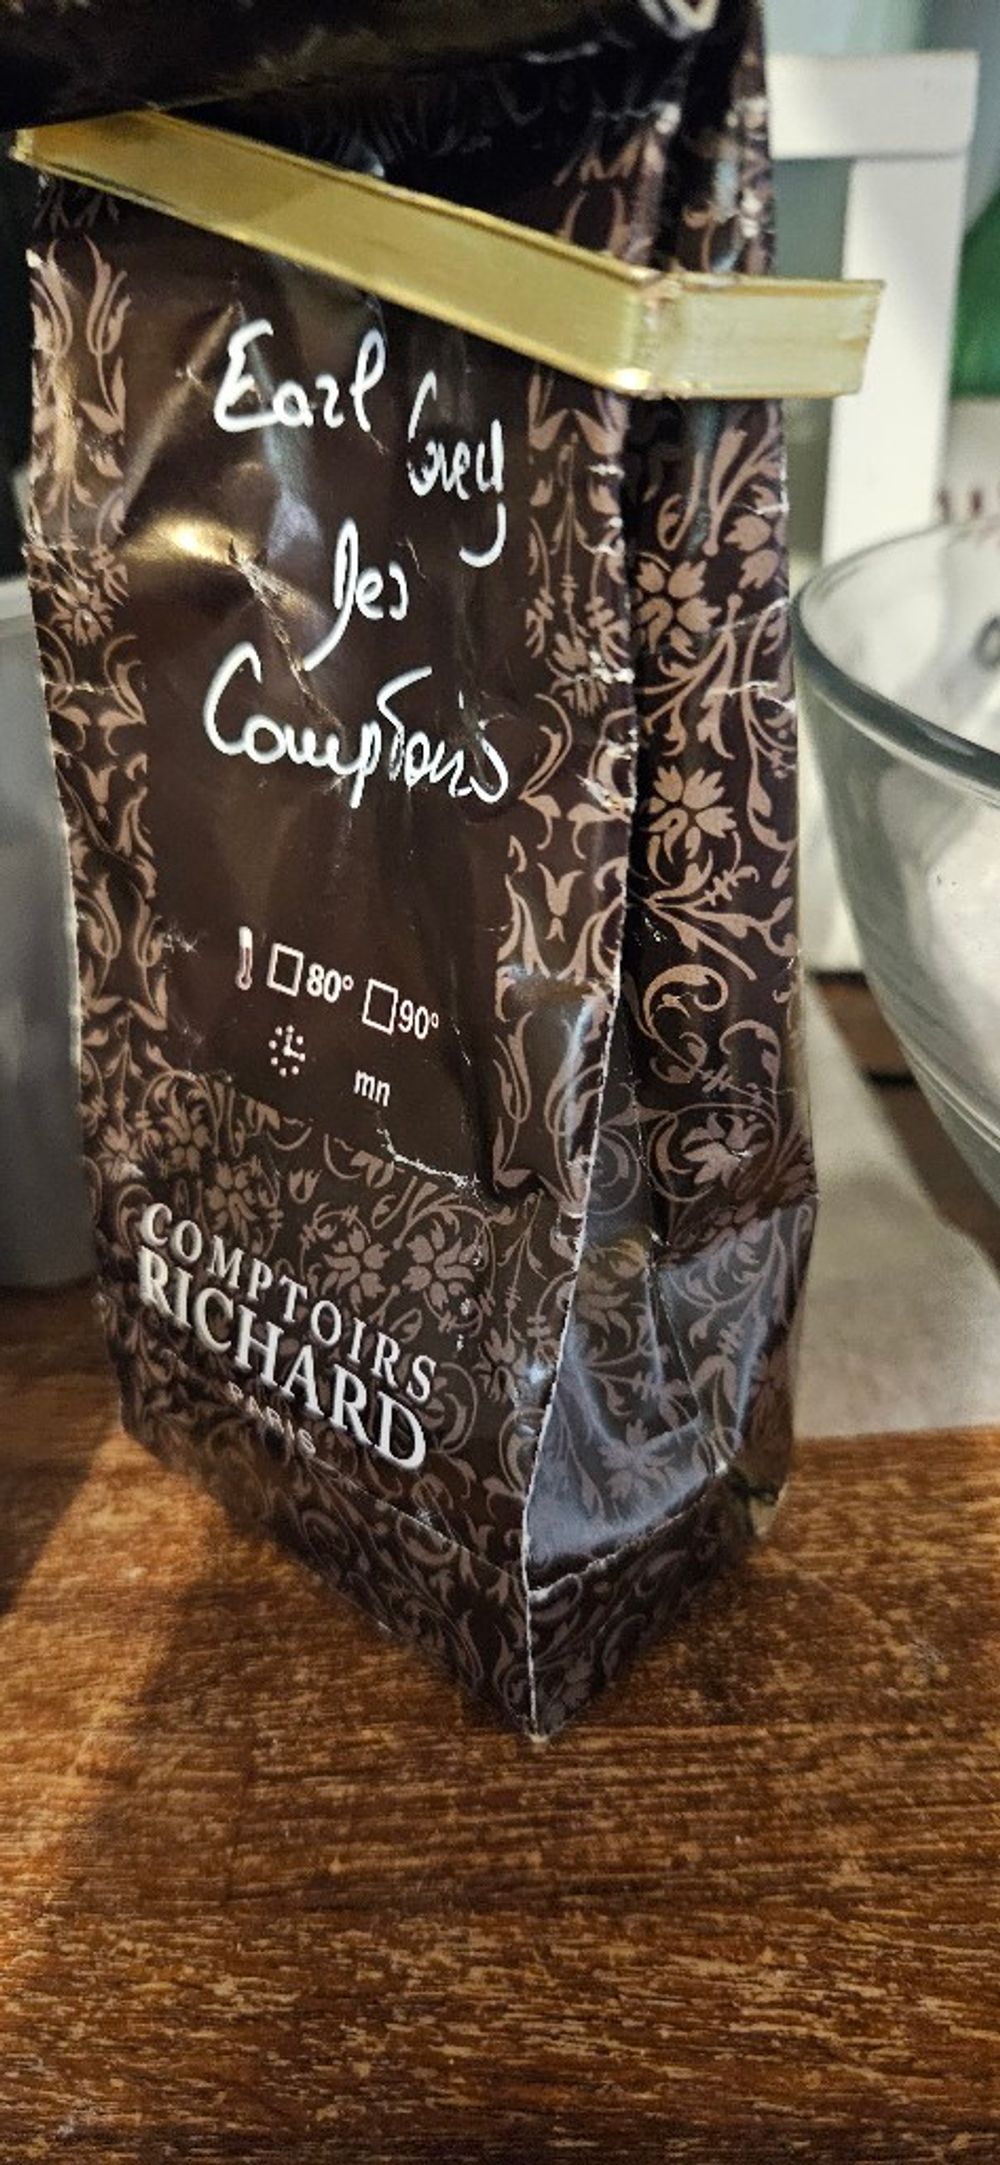 Earl Grey
des
Comptoirs
80° 90°
mn
COMPTOIRS
RICHARD
PARIS